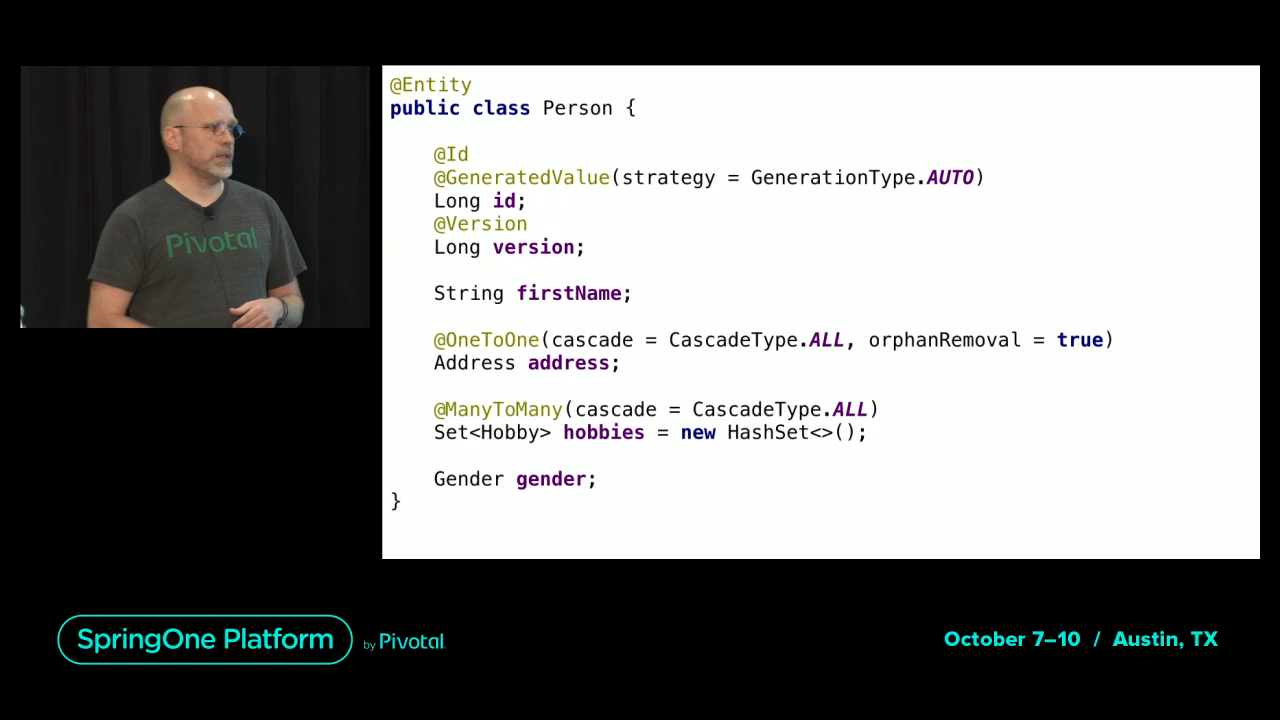 Pivotal
@Entity
public class Person {
@Id
@GeneratedValue(strategy = GenerationType.AUTO)
Long id;
@Version
Long version;
String firstName;
@OneToOne(cascade = CascadeType.ALL, orphanRemoval = true)
Address address;
@ManyToMany(cascade = CascadeType.ALL)
Set<Hobby> hobbies = new HashSet<>();
Gender gender;
}
SpringOne Platform by Pivotal.
October 7–10 / Austin, TX